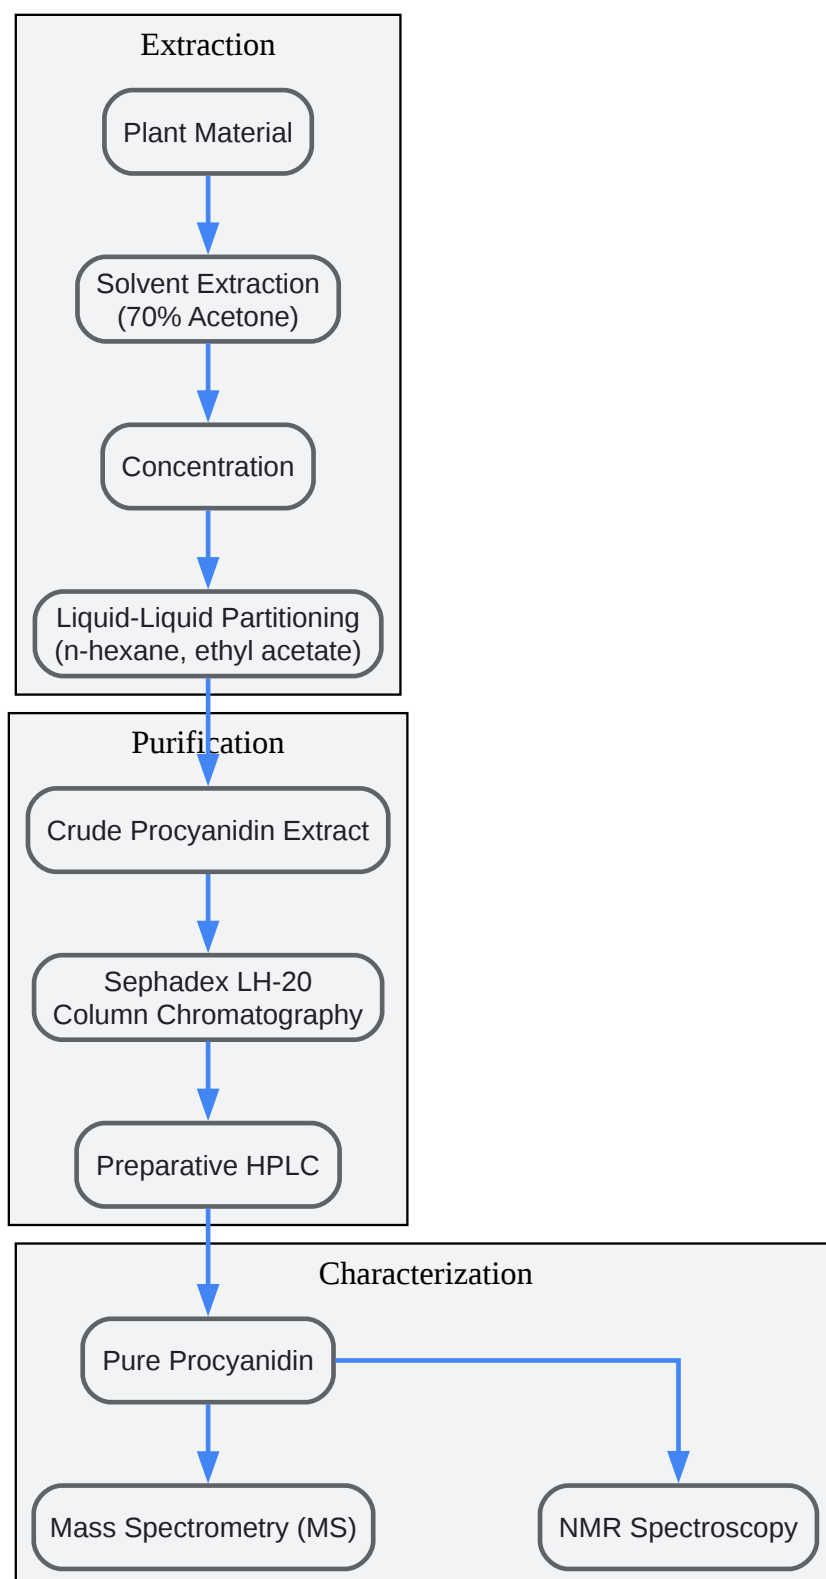 Extraction
Plant Material
Solvent Extraction
(70% Acetone)
Concentration
Liquid-Liquid Partitioning
(n-hexane, ethyl acetate)
Purification
Crude Procyanidin Extract
Sephadex LH-20
Column Chromatography
Preparative HPLC
Characterization
Pure Procyanidin
Mass Spectrometry (MS)
NMR Spectroscopy